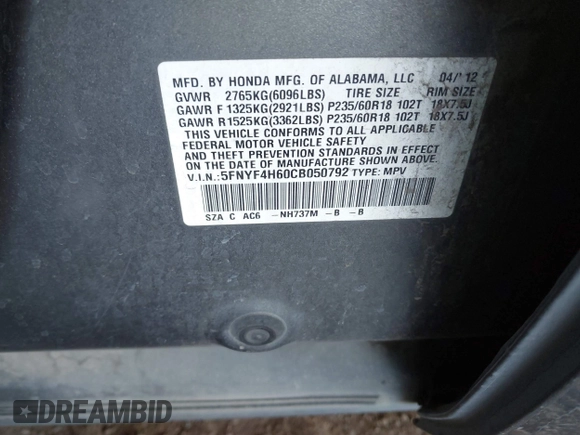 MFD. BY HONDA MFG. OF ALABAMA, LLC 04/'12
GVWR 2765KG(6096LBS) TIRE SIZE RIM SIZE
GAWR F 1325KG(2921LBS) P235/60R18 102T 18X7.5J
GAWR R1525KG(3362LBS) P235/60R18 102T 18X7.5J
THIS VEHICLE CONFORMS TO ALL APPLICABLE
FEDERAL MOTOR VEHICLE SAFETY
AND THEFT PREVENTION STANDARDS IN EFFECT
ON THE DATE OF MANUFACTURE SHOWN ABOVE.
V.I.N.:5FNYF4H60CB050792 TYPE: MPV
SZA C AC6 -NH737M -B -B
DREAMBID